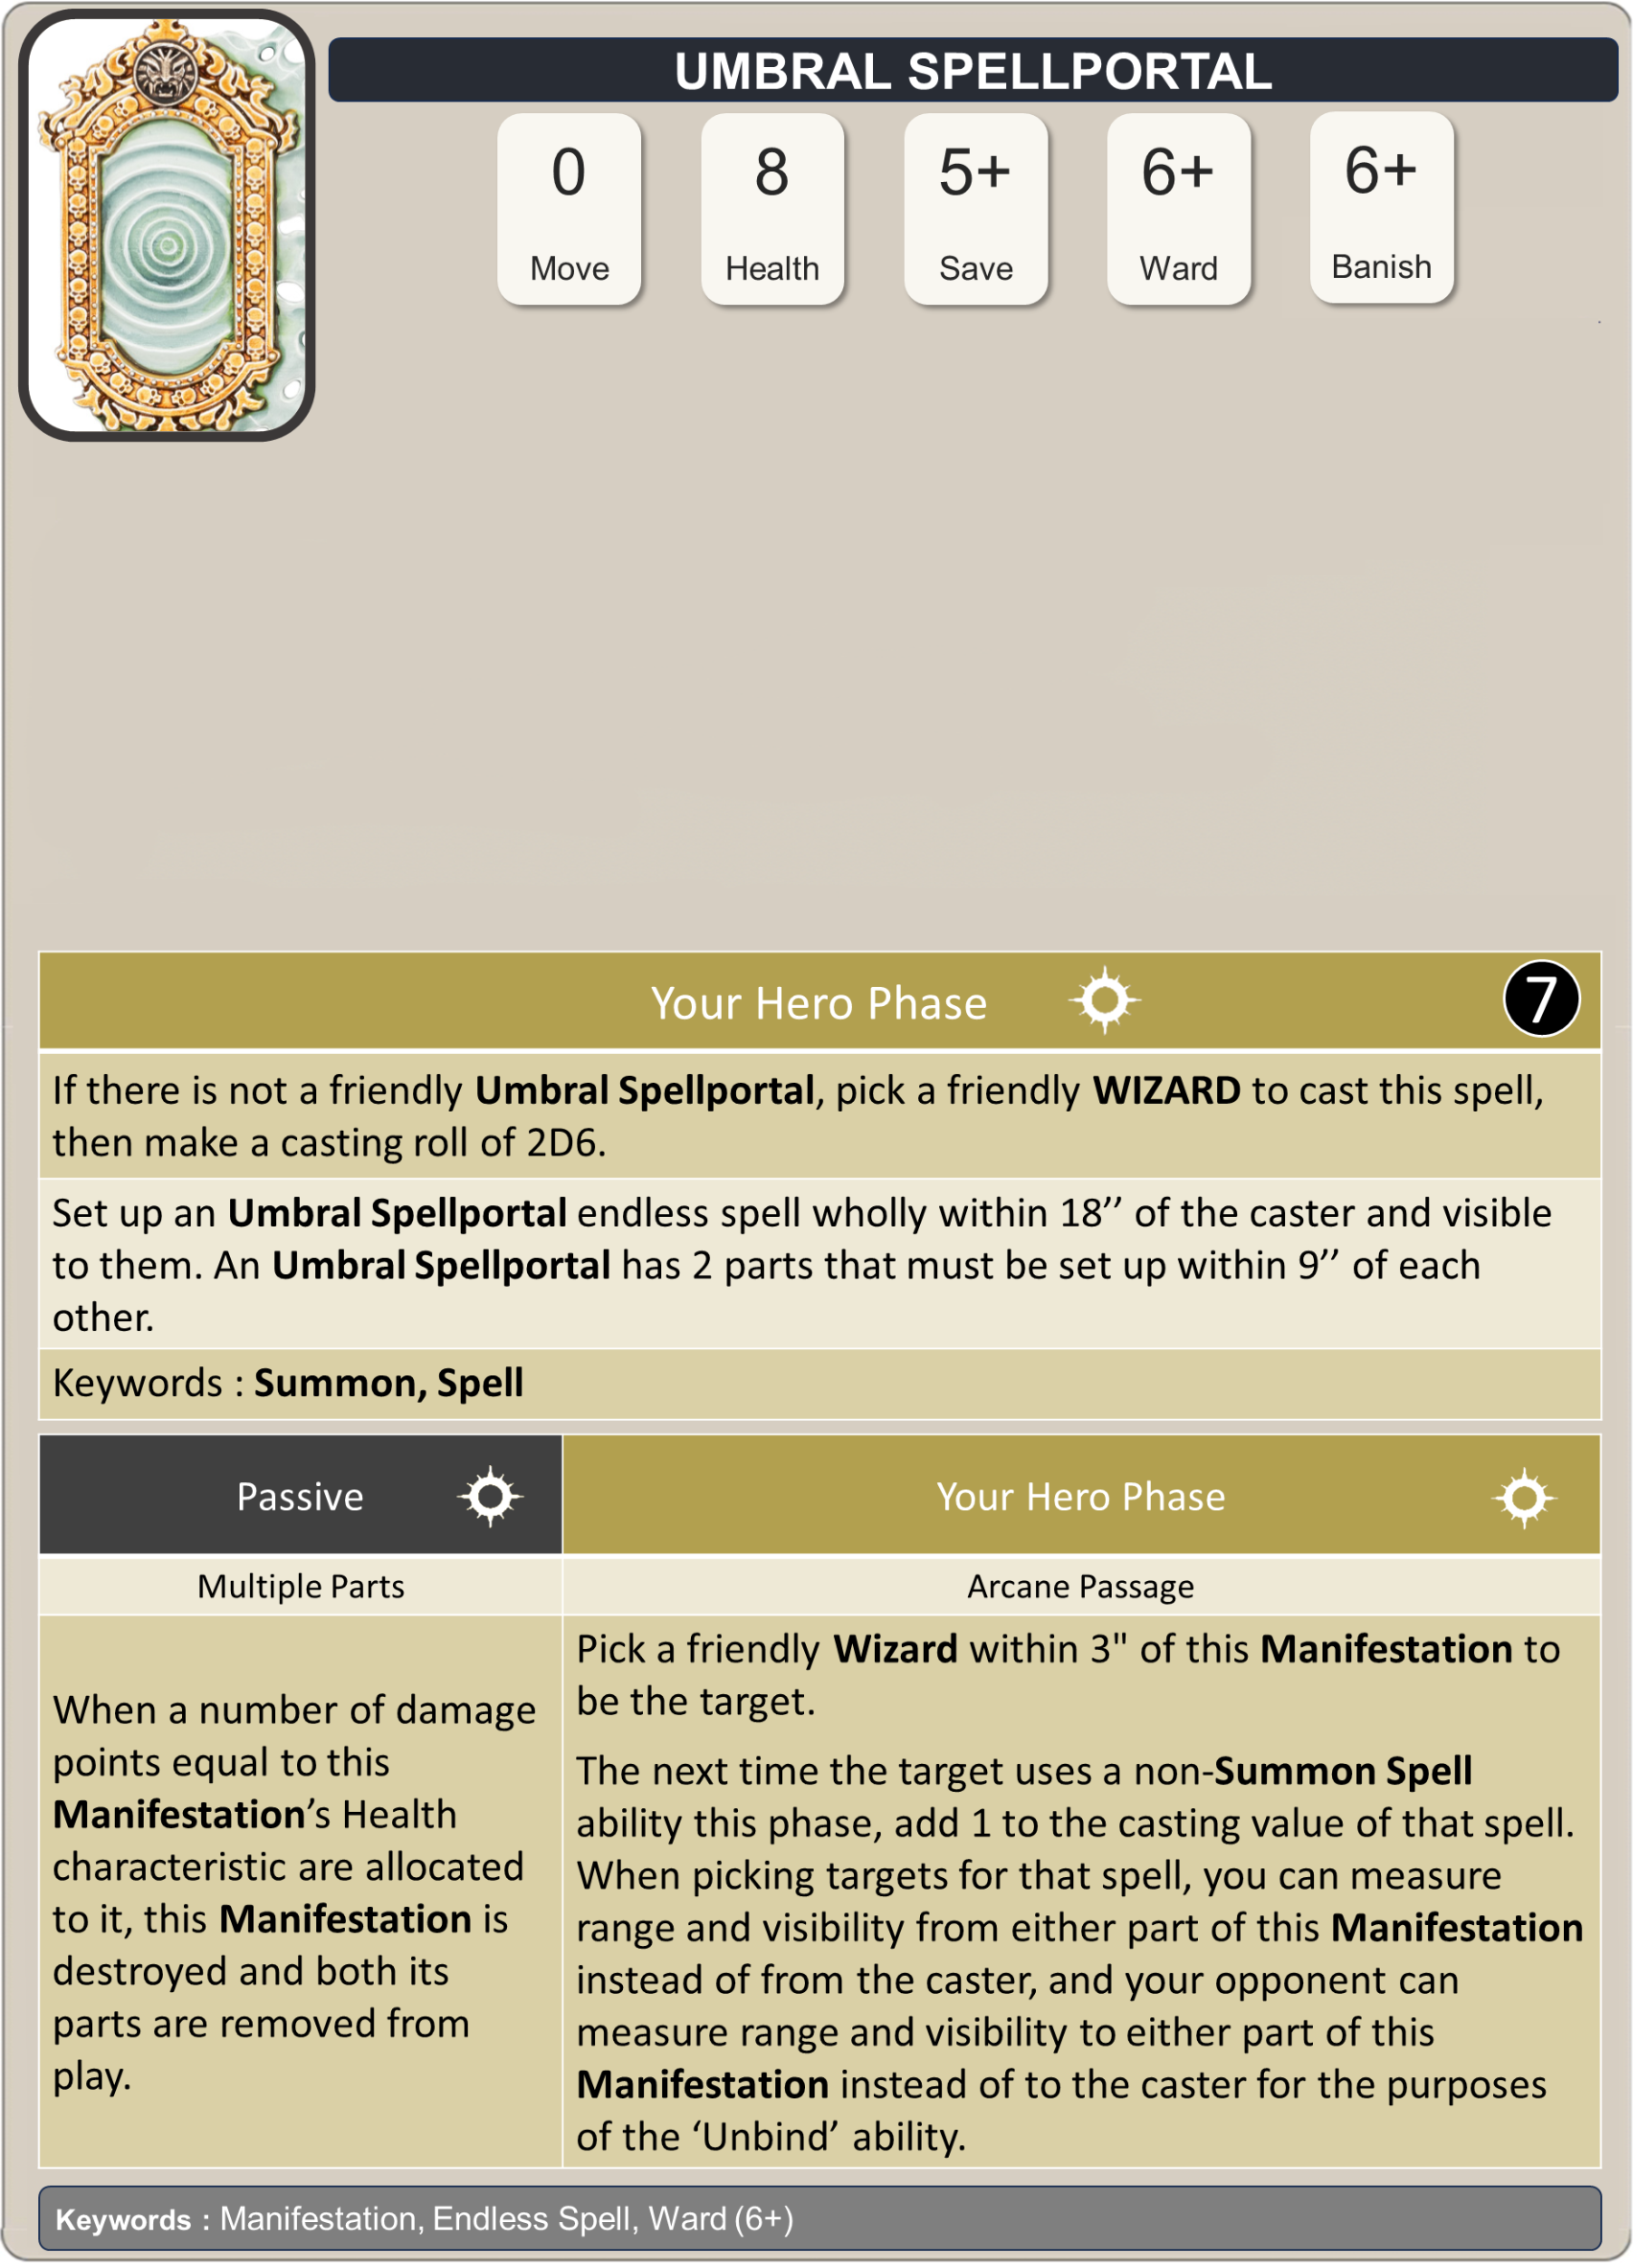 UMBRAL SPELLPORTAL
0
Move
8
Health
5+
Save
6+
Ward
6+
Banish
Your Hero Phase
7
If there is not a friendly Umbral Spellportal, pick a friendly WIZARD to cast this spell,
then make a casting roll of 2D6.
Set up an Umbral Spellportal endless spell wholly within 18’’ of the caster and visible
to them. An Umbral Spellportal has 2 parts that must be set up within 9’’ of each
other.
Keywords : Summon, Spell
Passive
Multiple Parts
When a number of damage
points equal to this
Manifestation’s Health
characteristic are allocated
to it, this Manifestation is
destroyed and both its
parts are removed from
play.
Your Hero Phase
Arcane Passage
Pick a friendly Wizard within 3" of this Manifestation to
be the target.
The next time the target uses a non-Summon Spell
ability this phase, add 1 to the casting value of that spell.
When picking targets for that spell, you can measure
range and visibility from either part of this Manifestation
instead of from the caster, and your opponent can
measure range and visibility to either part of this
Manifestation instead of to the caster for the purposes
of the ‘Unbind’ ability.
Keywords : Manifestation, Endless Spell, Ward (6+)